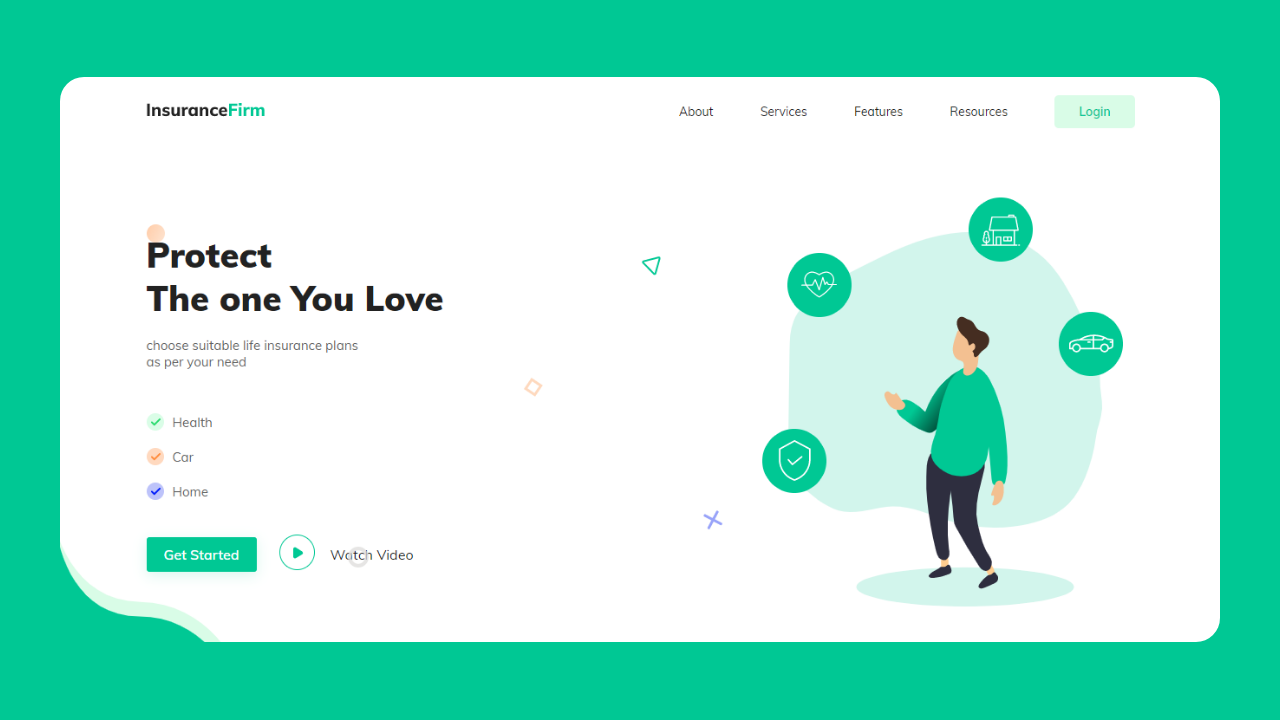 InsuranceFirm
About
Services
Features
Resources
Login
Protect
The one You Love
choose suitable life insurance plans
as per your need
Health
Car
Home
Get Started
Watch Video